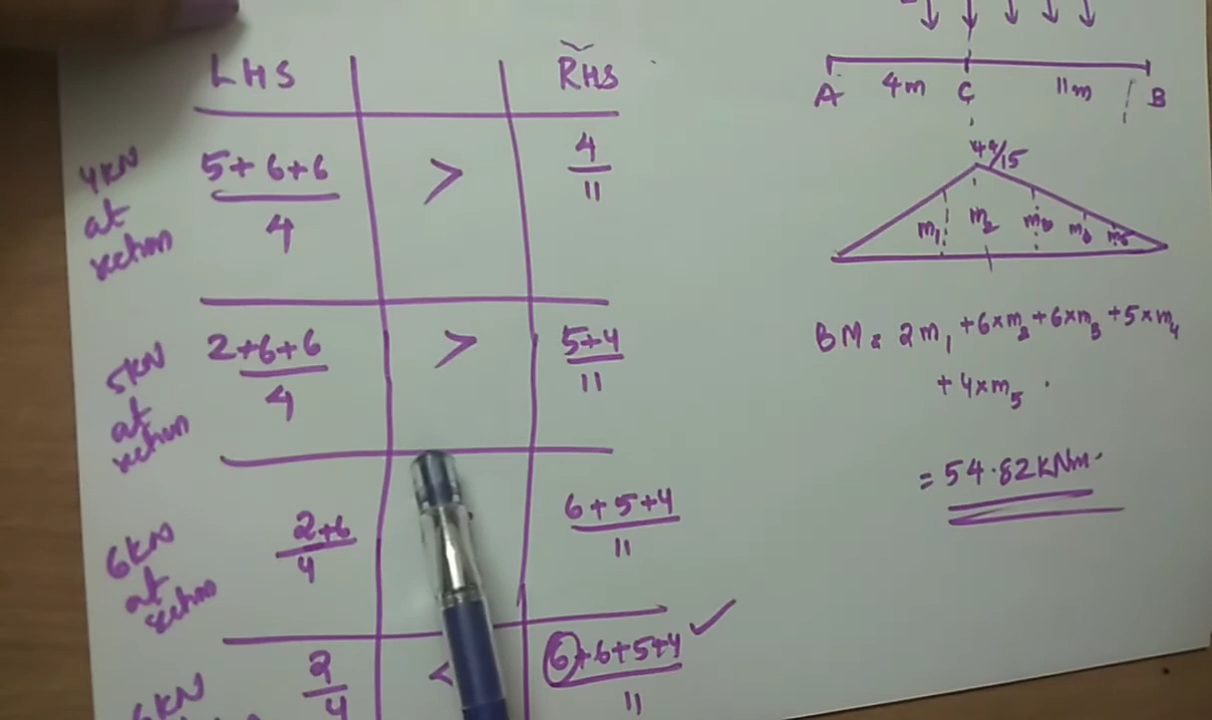 LHS RHS
4kN at section 5+6+6/4 > 4/11
5kN at section 2+6+6/4 > 5+4/11
6kN at section 2+6/4 6+5+4/11
6kN 2/4 < 6+6+5+4/11 ✓
A 4m C 11m B
44/15
m1 m2 m3 m4 m5
BM = 2m1 +6×m2 +6×m3 +5×m4
+ 4×m5
= 54.82kNm